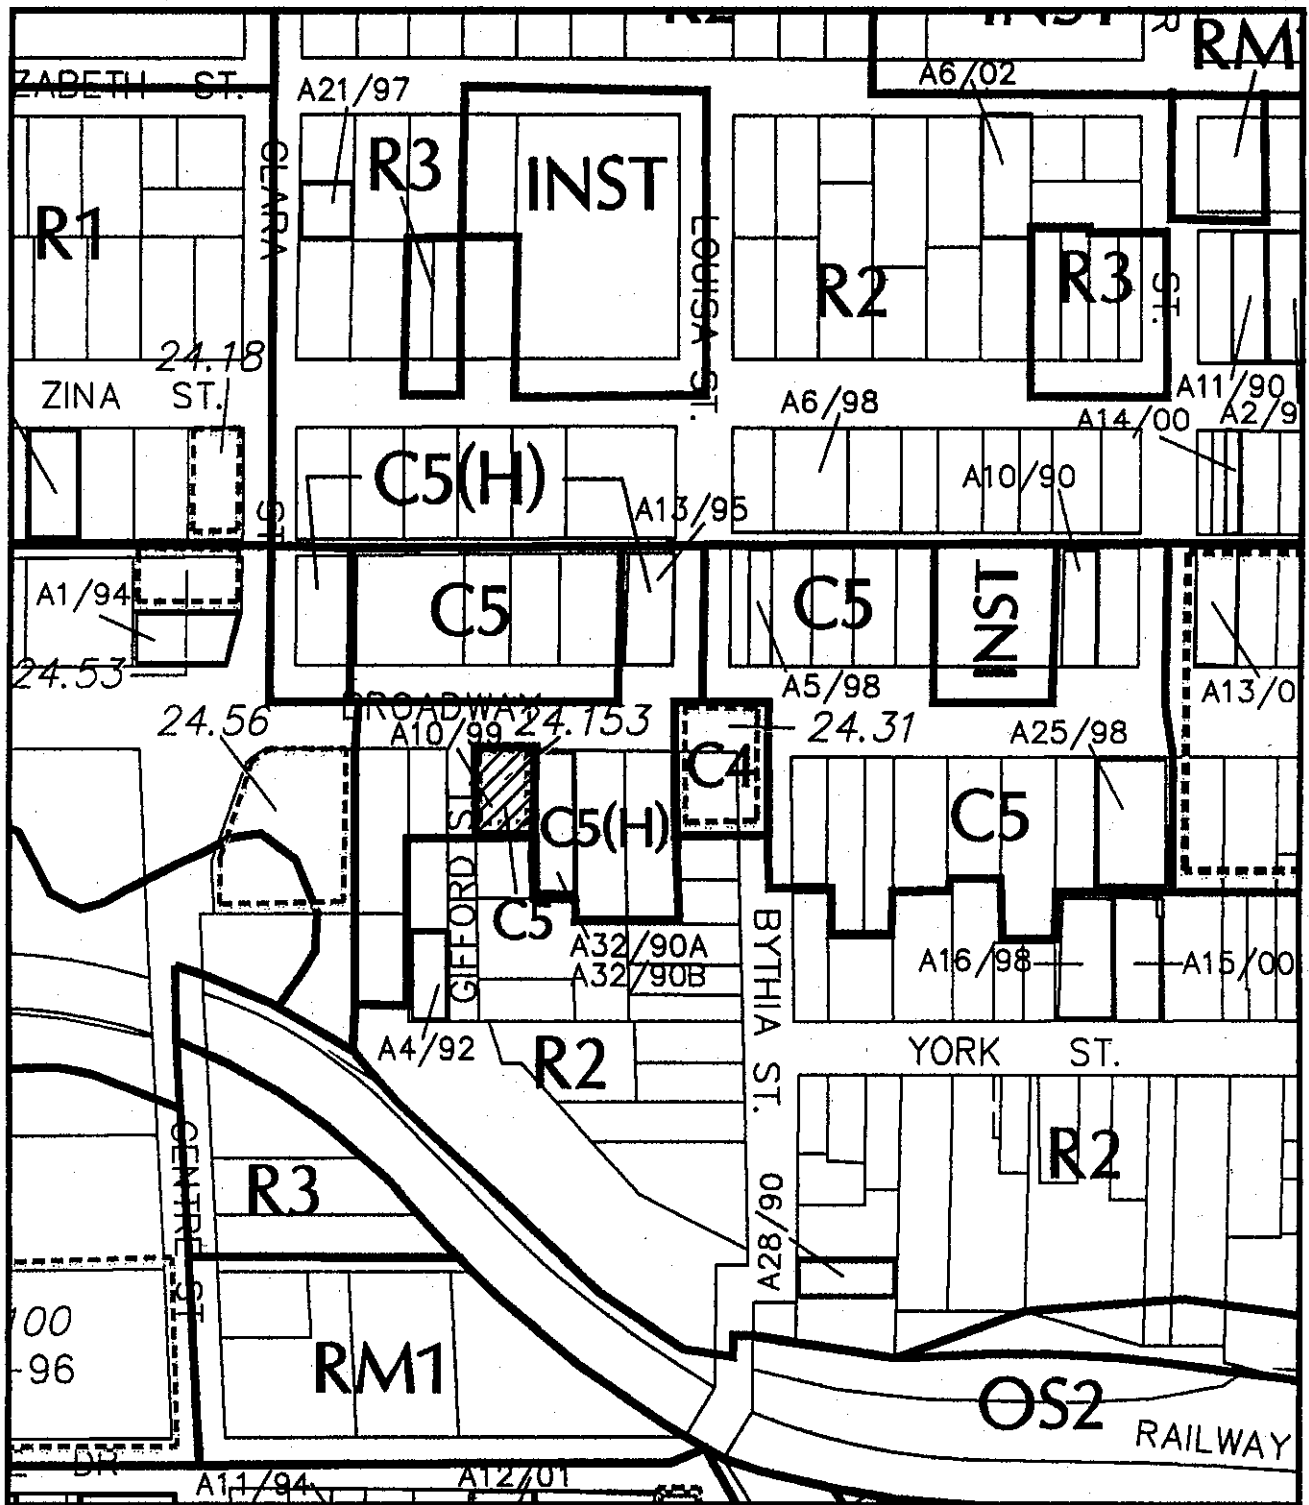 R2
INST
RM
ZABETH ST.
A21/97
A6/02
R3
INST
R1
CLARA
LOUISA ST.
R2
R3
ST.
24.18
ZINA ST.
A6/98
A11/90
A14/00
A2/9
C5(H)
A10/90
ST
A13/95
A1/94
C5
C5
INST
24.53
A5/98
A13/0
BROADWAY
24.56
A10/99
24.153
24.31
A25/98
C4
C5(H)
C5
GIFFORD ST.
C5
BYTHIA ST.
A32/90A
A32/90B
A16/98
A15/00
A4/92
R2
YORK ST.
CENTRE ST
R3
R2
A28/90
100
-96
RM1
OS2
RAILWAY
DR
A11/94
A12/01